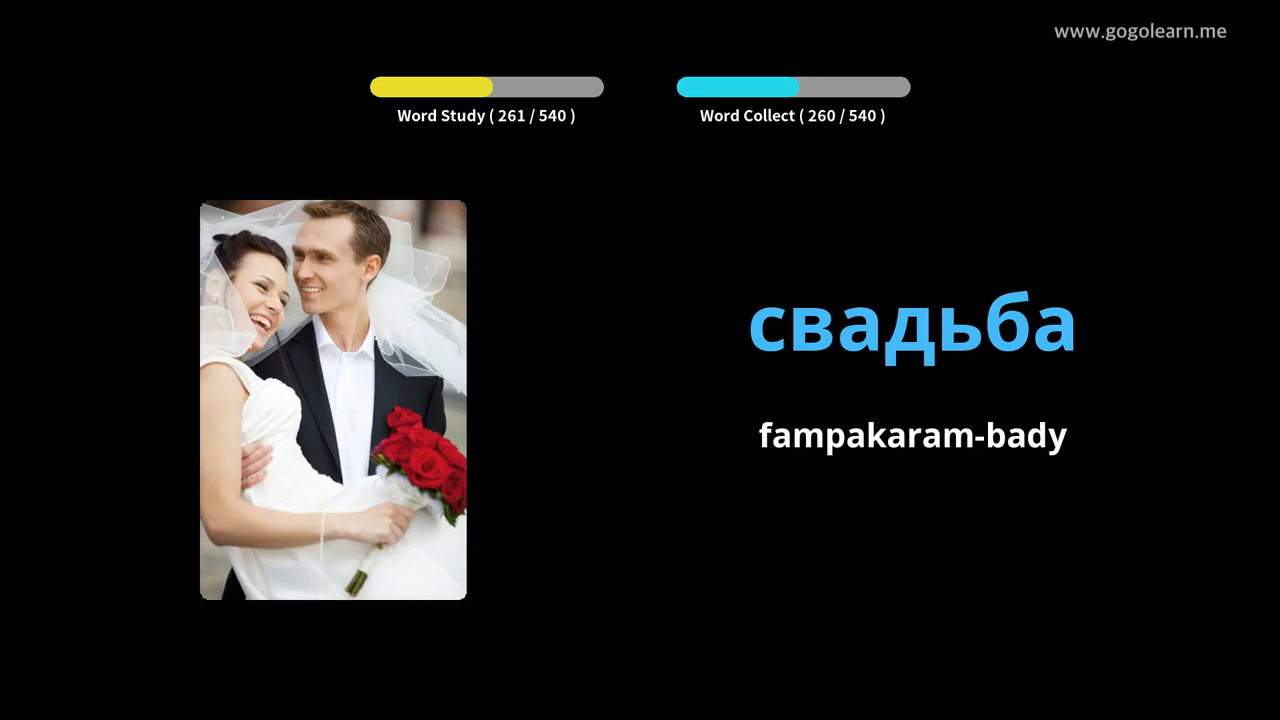 www.gogolearn.me
Word Study ( 261 / 540 )
Word Collect ( 260 / 540 )
свадьба
fampakaram-bady